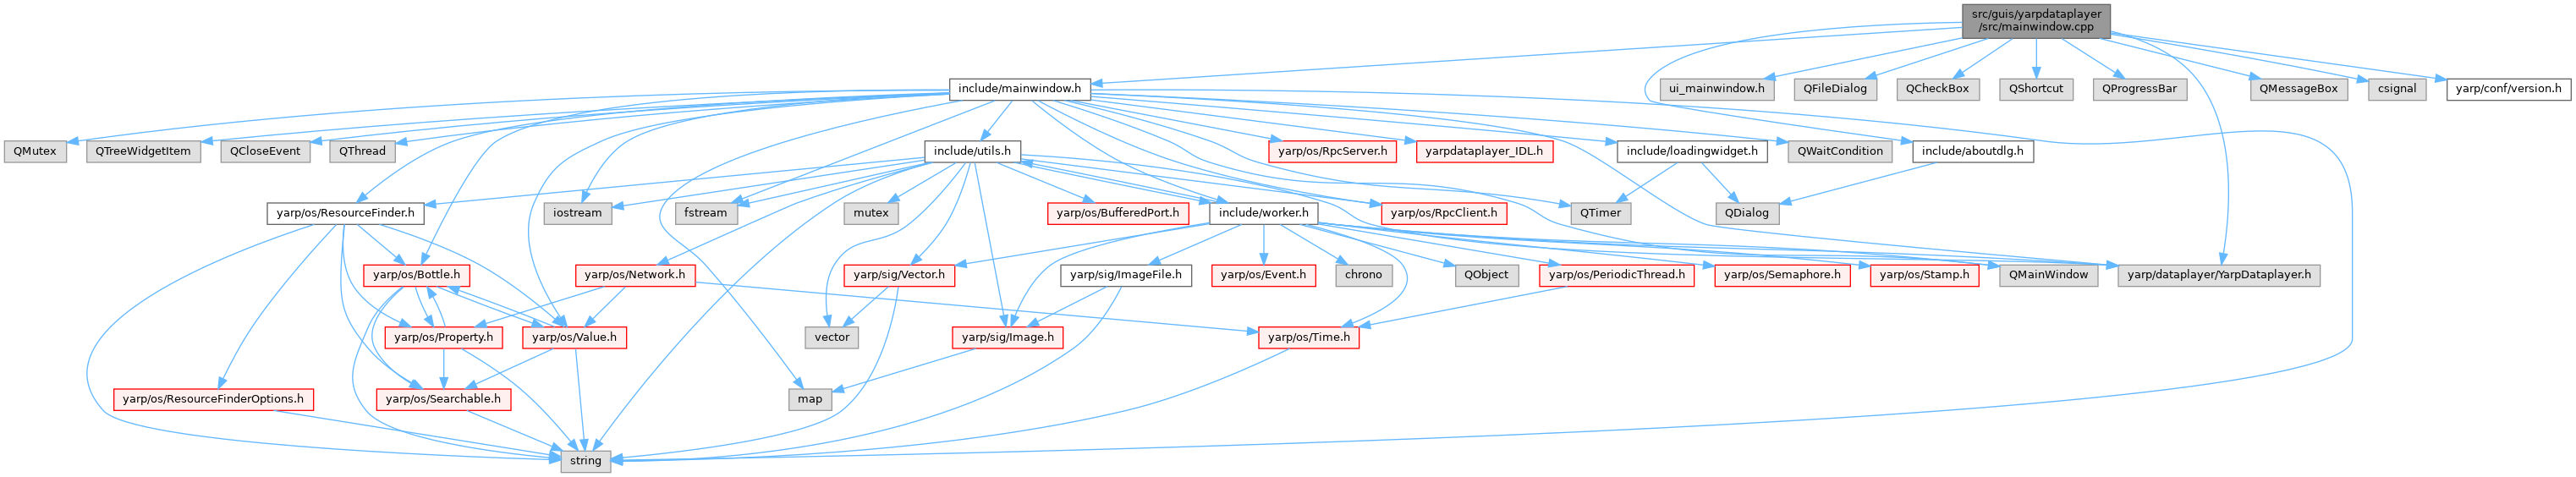 src/guis/yarpdataplayer
/src/mainwindow.cpp
include/mainwindow.h
ui_mainwindow.h
QFileDialog
QCheckBox
QShortcut
QProgressBar
QMessageBox
csignal
yarp/conf/version.h
QMutex
QTreeWidgetItem
QCloseEvent
QThread
include/utils.h
yarp/os/RpcServer.h
yarpdataplayer_IDL.h
include/loadingwidget.h
QWaitCondition
include/aboutdlg.h
yarp/os/ResourceFinder.h
iostream
fstream
mutex
yarp/os/BufferedPort.h
include/worker.h
yarp/os/RpcClient.h
QTimer
QDialog
yarp/os/Bottle.h
yarp/os/Network.h
yarp/sig/Vector.h
yarp/sig/ImageFile.h
yarp/os/Event.h
chrono
QObject
yarp/os/PeriodicThread.h
yarp/os/Semaphore.h
yarp/os/Stamp.h
QMainWindow
yarp/dataplayer/YarpDataplayer.h
yarp/os/Property.h
yarp/os/Value.h
vector
yarp/sig/Image.h
yarp/os/Time.h
yarp/os/ResourceFinderOptions.h
yarp/os/Searchable.h
map
string